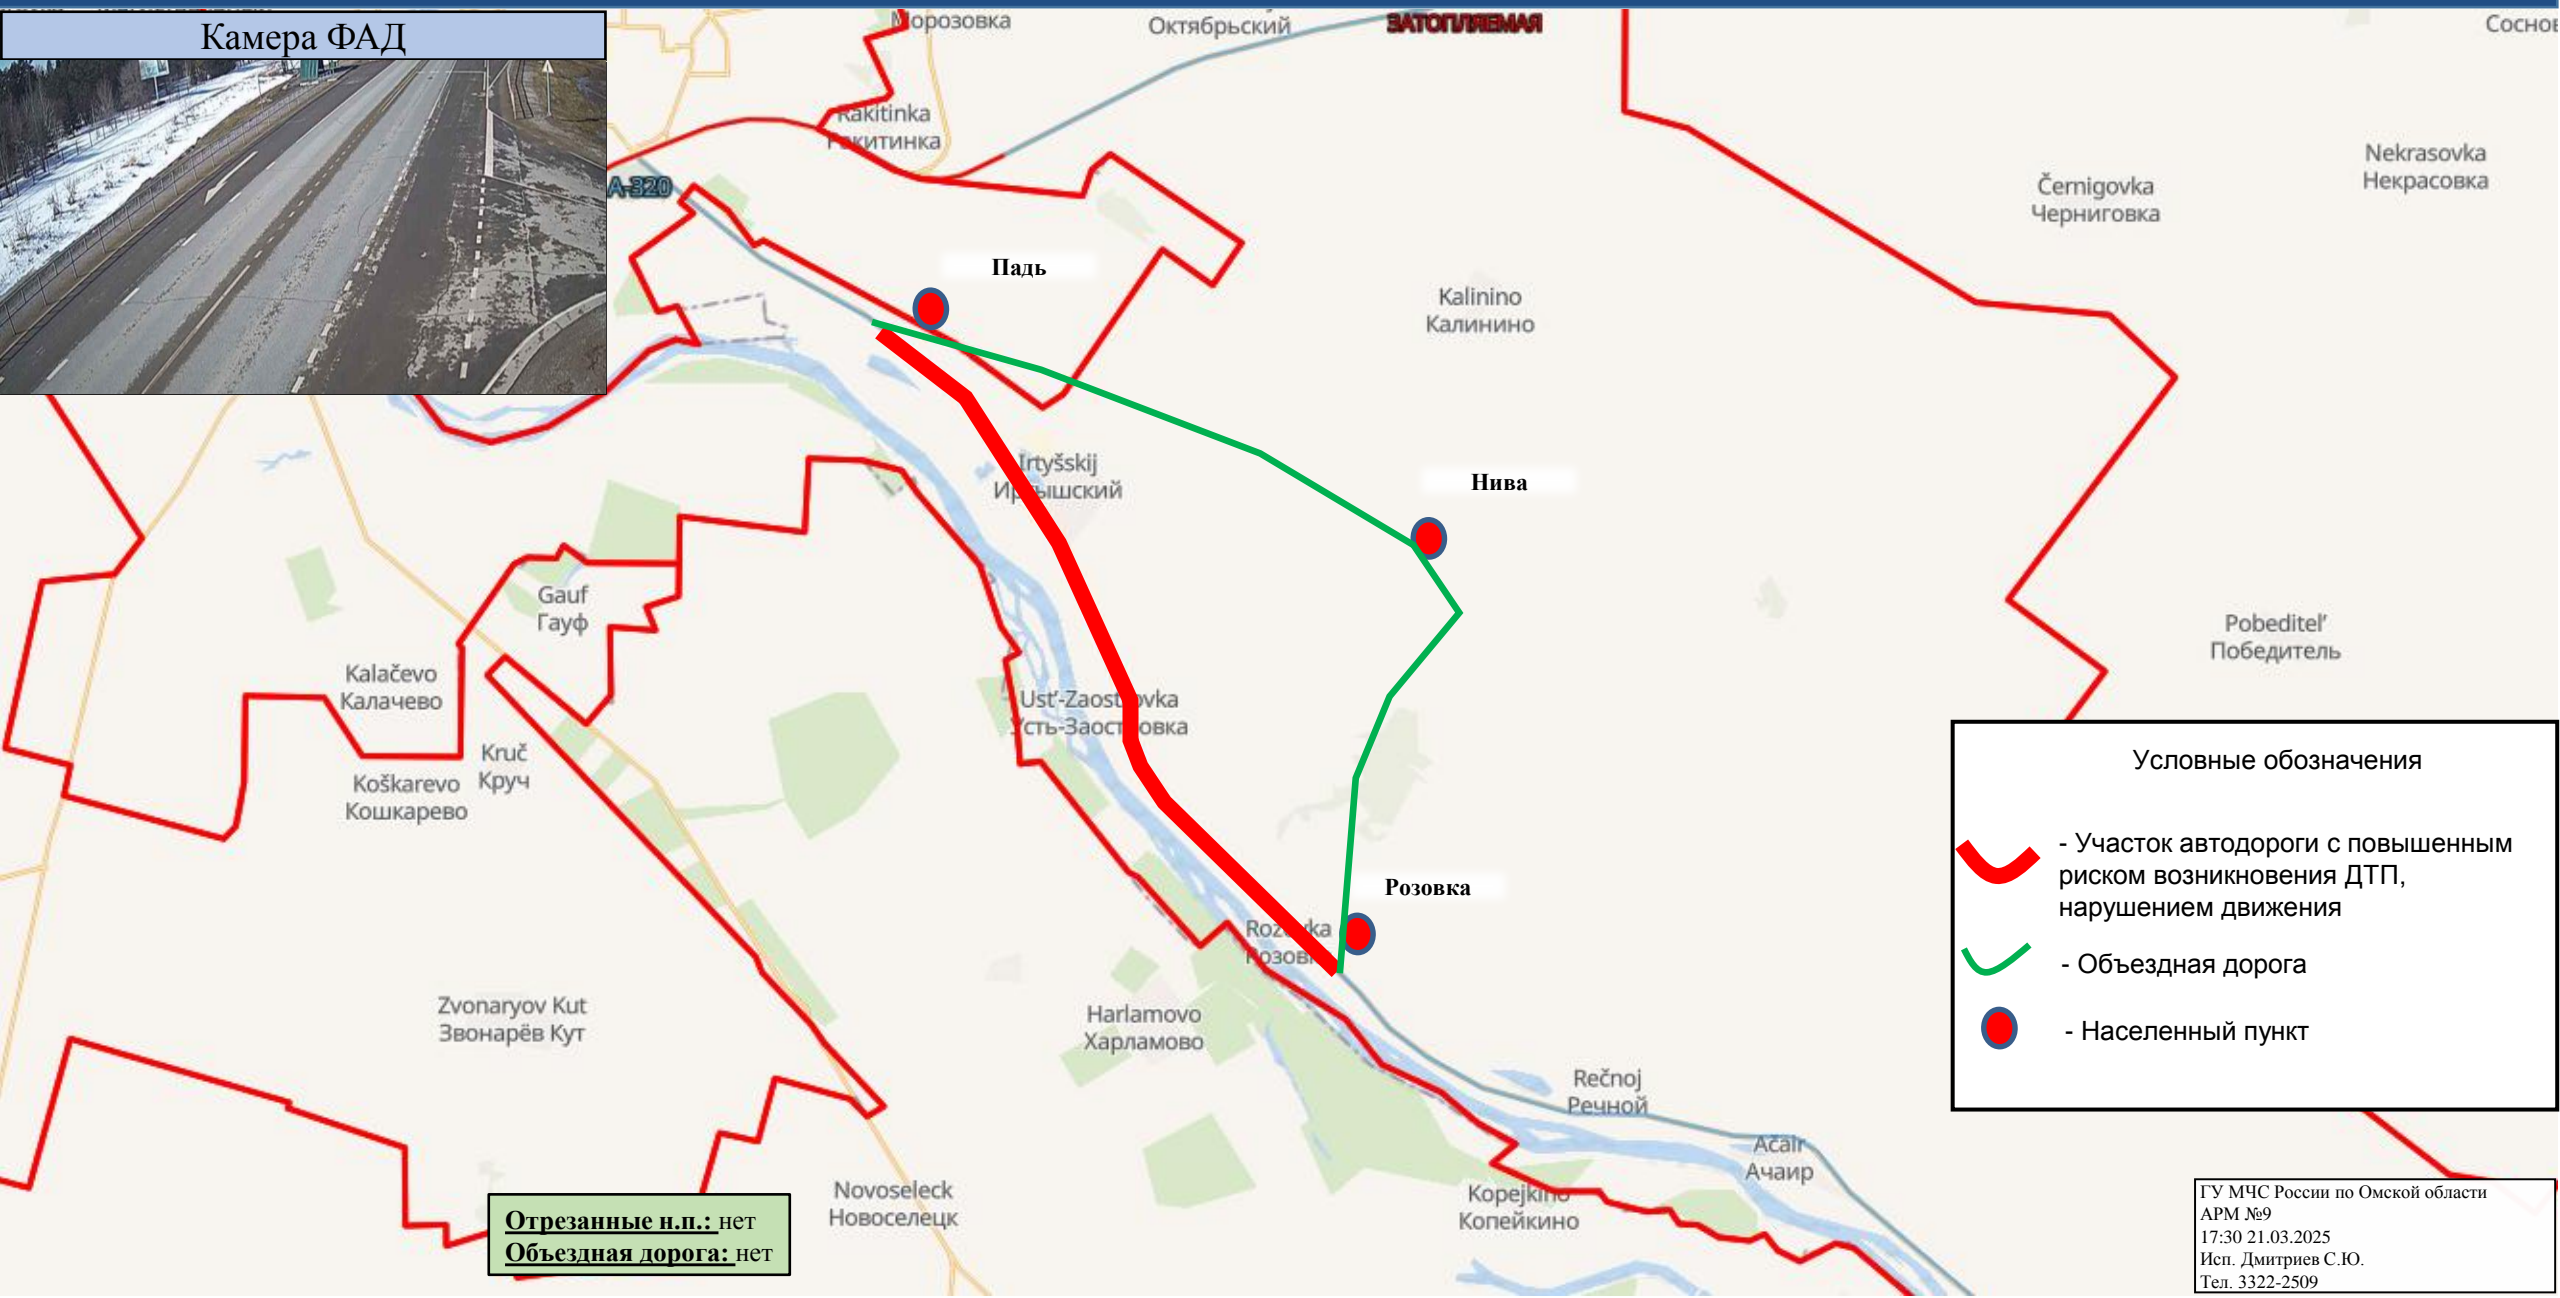 Камера ФАД
Морозовка
Октябрьский
ЗАТОПЛЯЕМАЯ
Rakitinka
Ракитинка
А-320
Nekrasovka
Некрасовка
Černigovka
Черниговка
Падь
Kalinino
Калинино
Irtyšskij
Иртышский
Нива
Gauf
Гауф
Pobeditel'
Победитель
Kalačevo
Калачево
Ust'-Zaostrovka
Усть-Заостровка
Kruč
Круч
Koškarevo
Кошкарево
Условные обозначения
- Участок автодороги с повышенным
риском возникновения ДТП,
нарушением движения
- Объездная дорога
- Населенный пункт
Розовка
Rozovka
Розовка
Zvonaryov Kut
Звонарёв Кут
Harlamovo
Харламово
Rečnoj
Речной
Ačair
Ачаир
Novoseleck
Новоселецк
Kopejkino
Копейкино
Отрезанные н.п.: нет
Объездная дорога: нет
ГУ МЧС России по Омской области
АРМ №9
17:30 21.03.2025
Исп. Дмитриев С.Ю.
Тел. 3322-2509